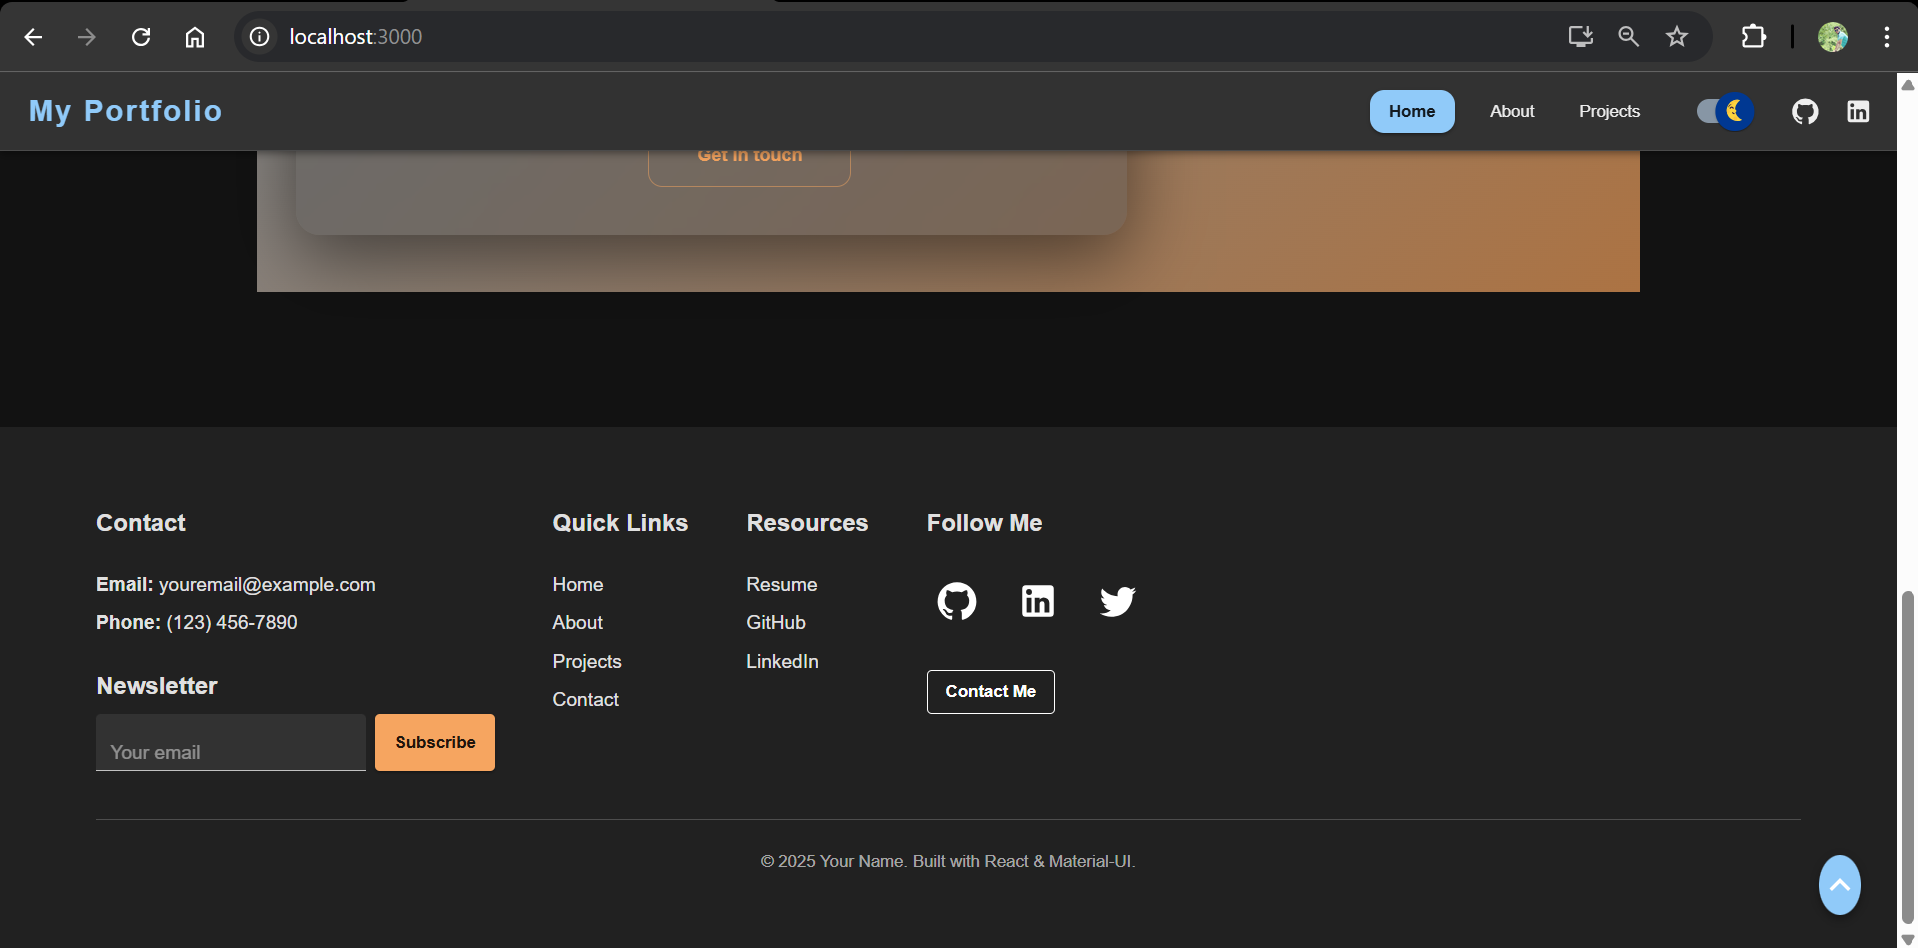 localhost:3000
My Portfolio
Home
About
Projects
Get in touch
Contact
Email: youremail@example.com
Phone: (123) 456-7890
Newsletter
Your email
Subscribe
Quick Links
Home
About
Projects
Contact
Resources
Resume
GitHub
LinkedIn
Follow Me
Contact Me
© 2025 Your Name. Built with React & Material-UI.